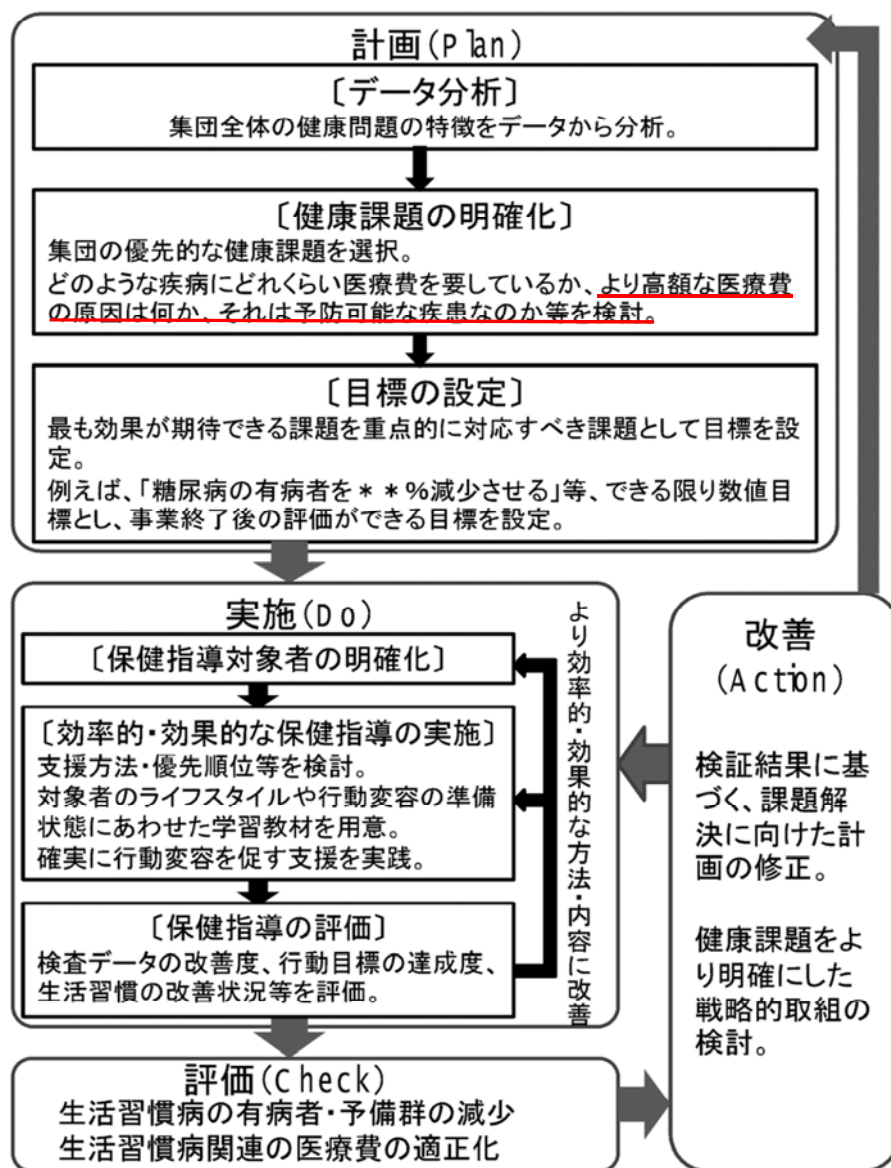 計画(Plan)
〔データ分析〕
集団全体の健康問題の特徴をデータから分析。
〔健康課題の明確化〕
集団の優先的な健康課題を選択。
どのような疾病にどれくらい医療費を要しているか、より高額な医療費
の原因は何か、それは予防可能な疾患なのか等を検討。
〔目標の設定〕
最も効果が期待できる課題を重点的に対応すべき課題として目標を設
定。
例えば、「糖尿病の有病者を＊＊%減少させる」等、できる限り数値目
標とし、事業終了後の評価ができる目標を設定。
実施(Do)
〔保健指導対象者の明確化〕
〔効率的・効果的な保健指導の実施〕
支援方法・優先順位等を検討。
対象者のライフスタイルや行動変容の準備
状態にあわせた学習教材を用意。
確実に行動変容を促す支援を実践。
〔保健指導の評価〕
検査データの改善度、行動目標の達成度、
生活習慣の改善状況等を評価。
より効率的・効果的な方法・内容に改善
評価(Check)
生活習慣病の有病者・予備群の減少
生活習慣病関連の医療費の適正化
改善
(Action)
検証結果に基
づく、課題解
決に向けた計
画の修正。
健康課題をよ
り明確にした
戦略的取組の
検討。